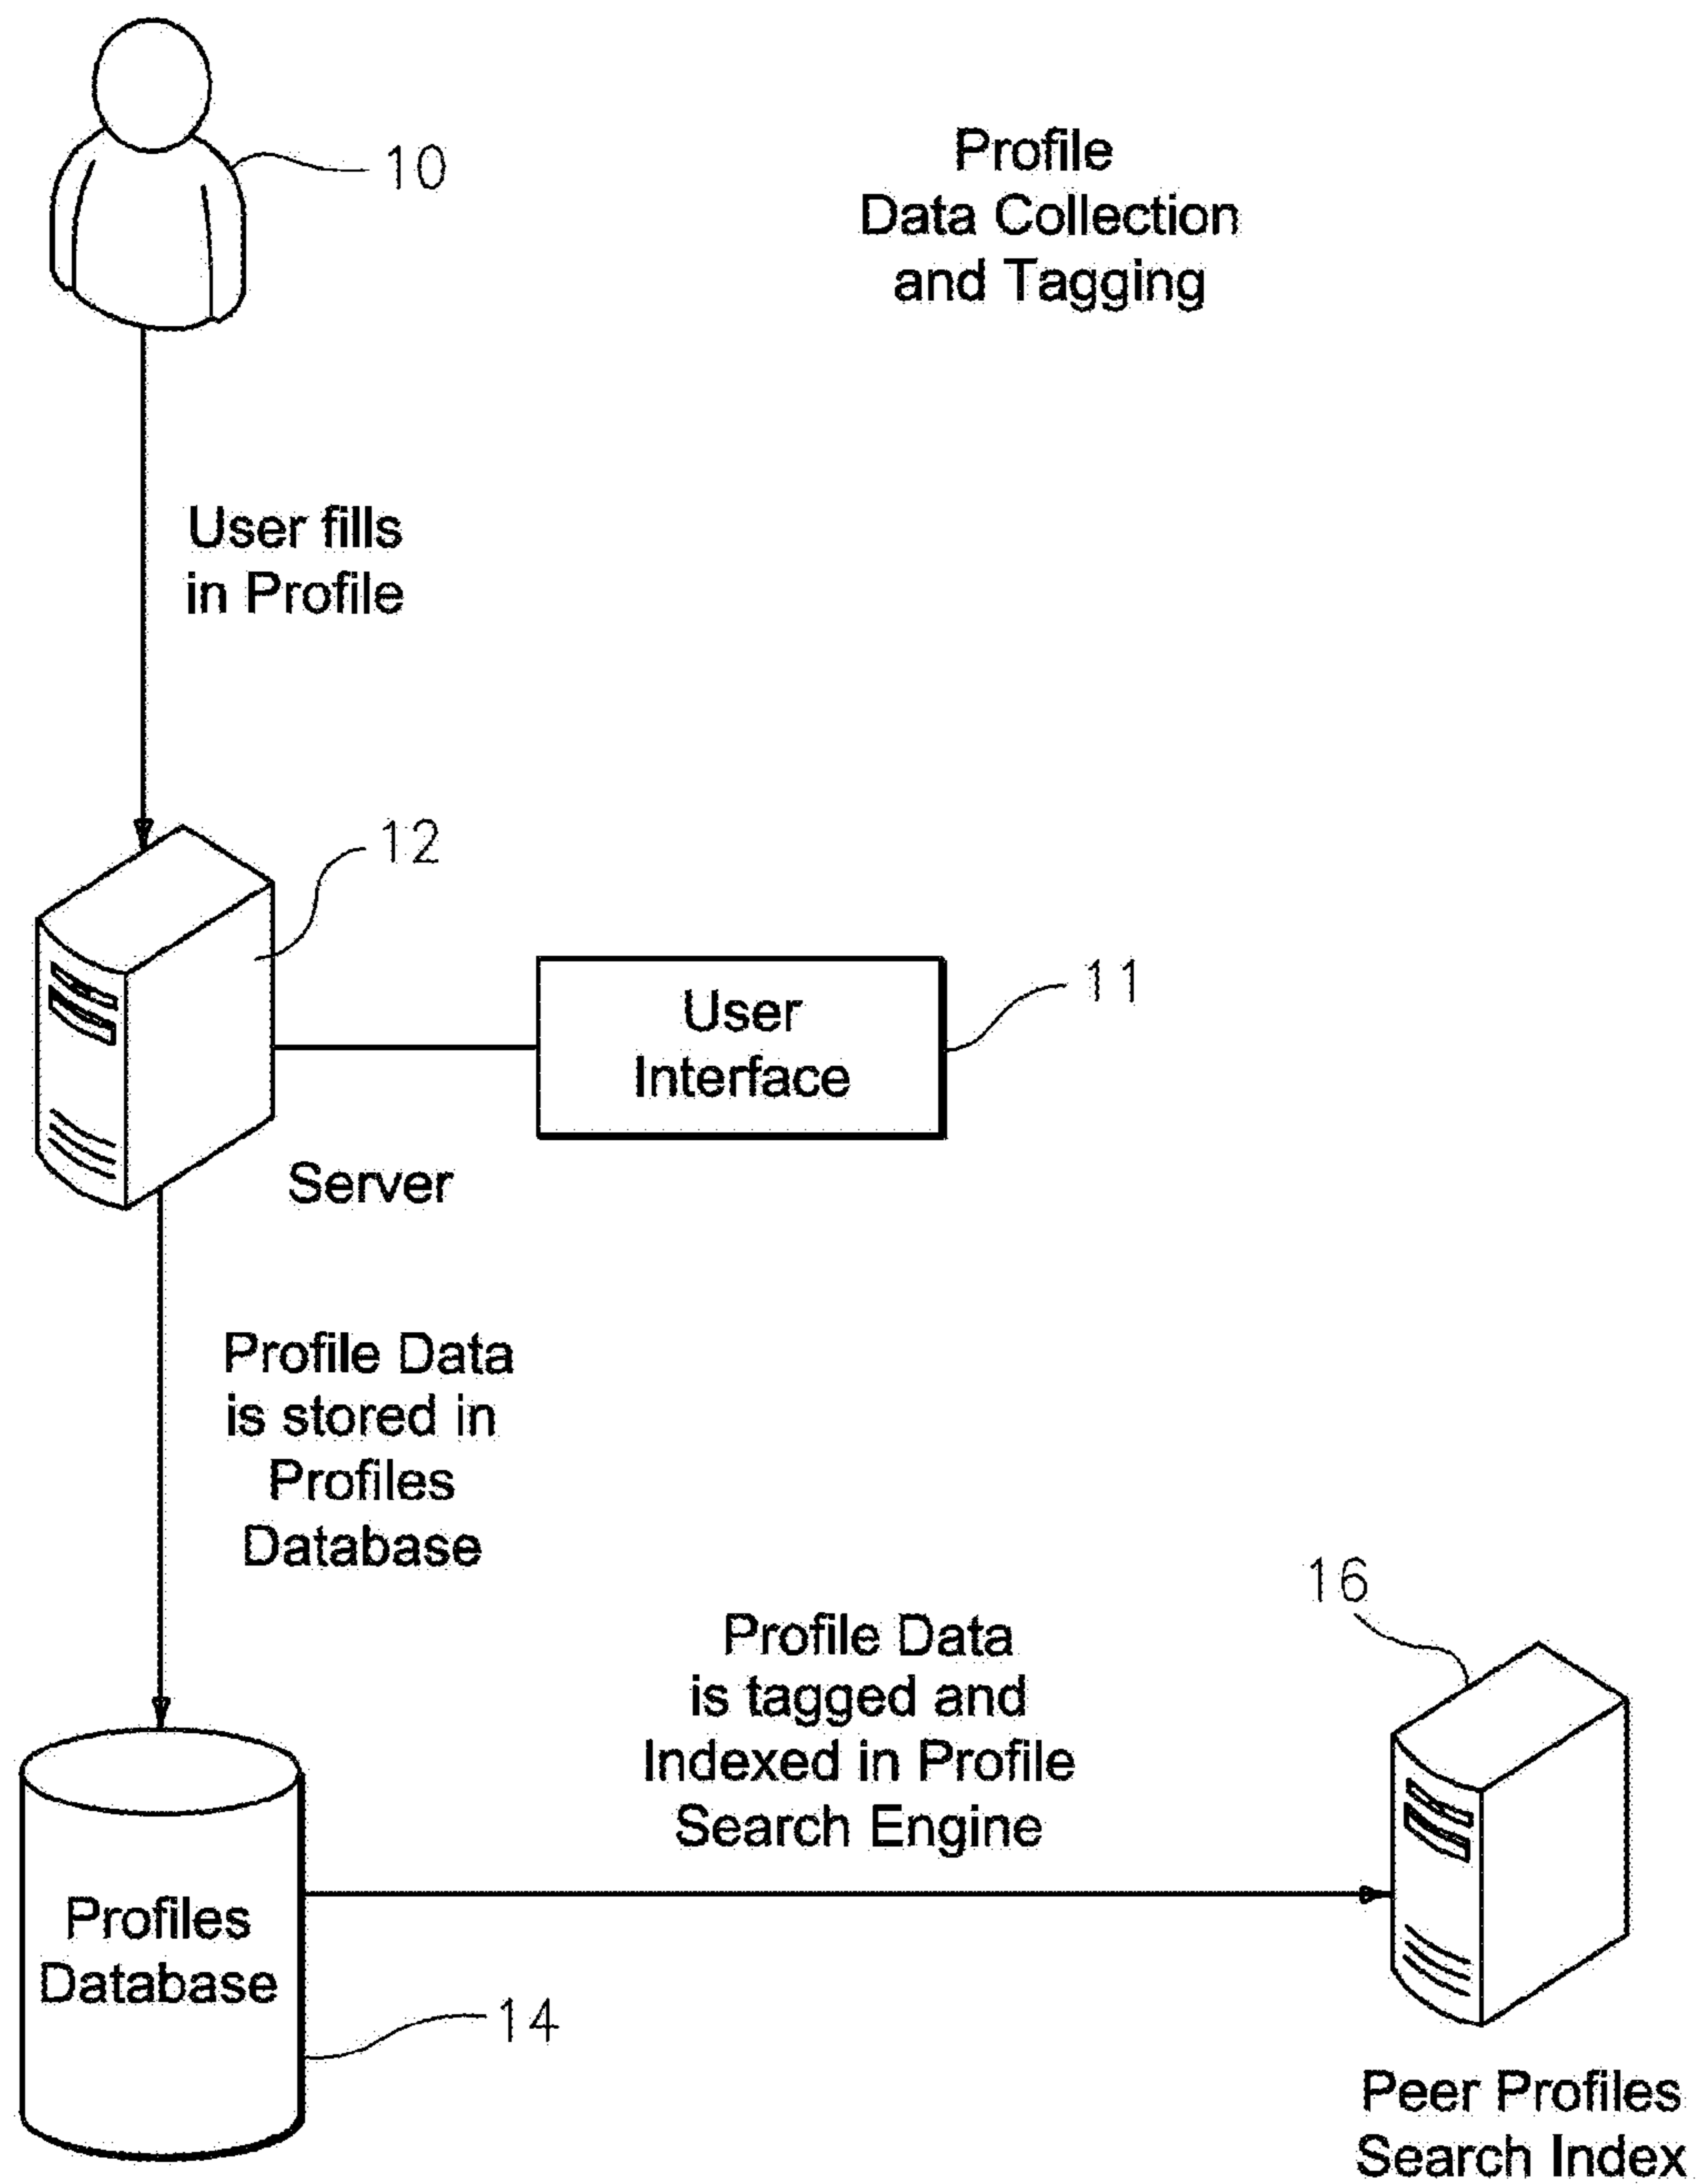 10
Profile
Data Collection
and Tagging
User fills
in Profile
12
11
User
Interface
Server
Profile Data
is stored in
Profiles
Database
16
Profile Data
is tagged and
Indexed in Profile
Search Engine
Profiles
Database
14
Peer Profiles
Search Index